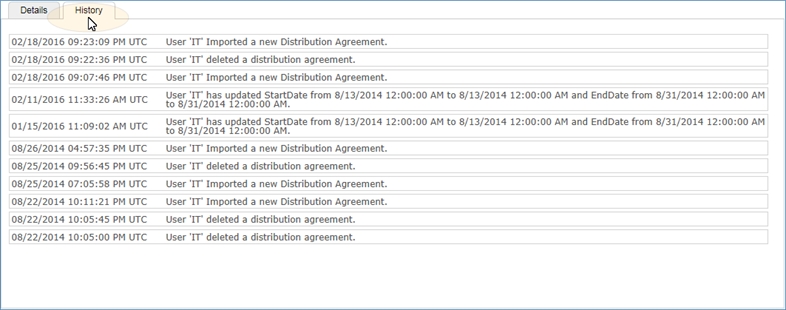 Details History
02/18/2016 09:23:09 PM UTC User 'IT' Imported a new Distribution Agreement.
02/18/2016 09:22:36 PM UTC User 'IT' deleted a distribution agreement.
02/18/2016 09:07:46 PM UTC User 'IT' Imported a new Distribution Agreement.
02/11/2016 11:33:26 AM UTC User 'IT' has updated StartDate from 8/13/2014 12:00:00 AM to 8/13/2014 12:00:00 AM and EndDate from 8/31/2014 12:00:00 AM
to 8/31/2014 12:00:00 AM.
01/15/2016 11:09:02 AM UTC User 'IT' has updated StartDate from 8/13/2014 12:00:00 AM to 8/13/2014 12:00:00 AM and EndDate from 8/31/2014 12:00:00 AM
to 8/31/2014 12:00:00 AM.
08/26/2014 04:57:35 PM UTC User 'IT' Imported a new Distribution Agreement.
08/25/2014 09:56:45 PM UTC User 'IT' deleted a distribution agreement.
08/25/2014 07:05:58 PM UTC User 'IT' Imported a new Distribution Agreement.
08/22/2014 10:11:21 PM UTC User 'IT' Imported a new Distribution Agreement.
08/22/2014 10:05:45 PM UTC User 'IT' deleted a distribution agreement.
08/22/2014 10:05:00 PM UTC User 'IT' deleted a distribution agreement.